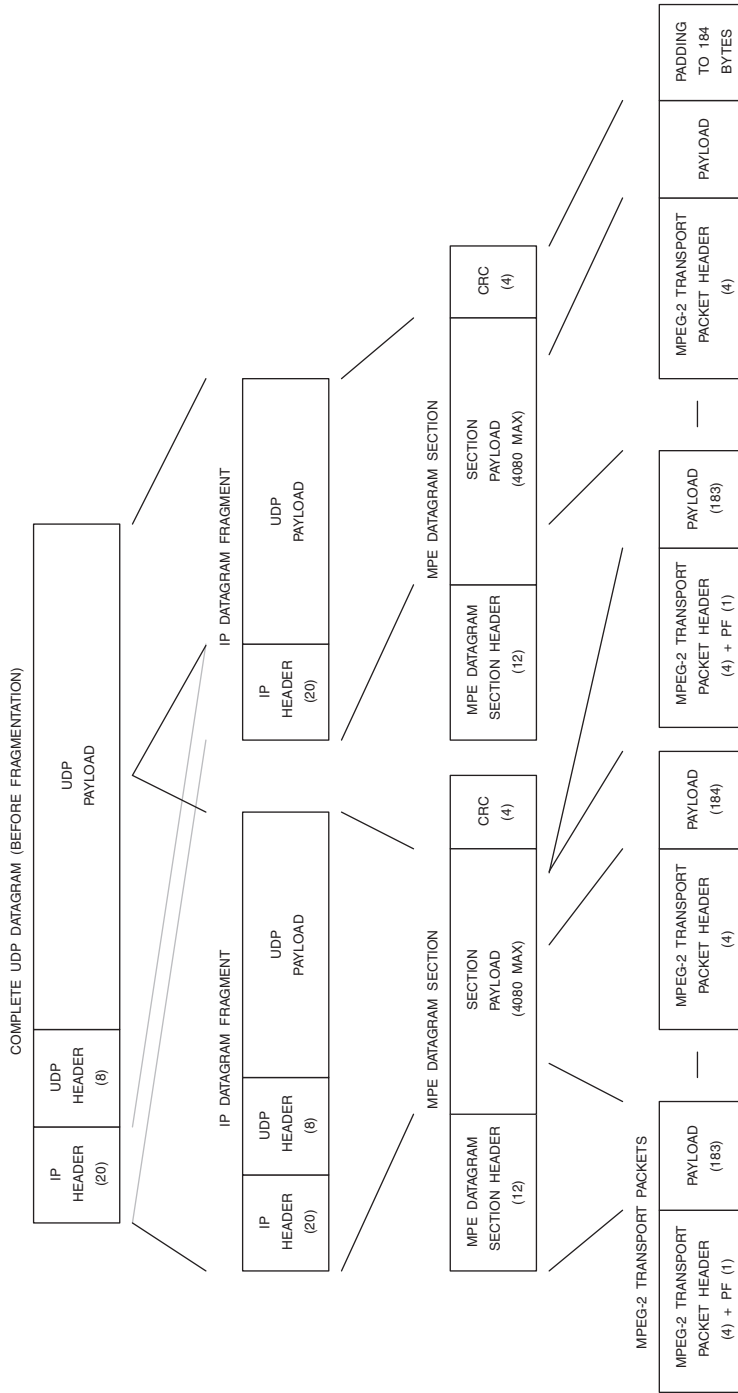 COMPLETE UDP DATAGRAM (BEFORE FRAGMENTATION)
IP
HEADER
(20)
UDP
HEADER
(8)
UDP
PAYLOAD
IP DATAGRAM FRAGMENT
IP
HEADER
(20)
UDP
HEADER
(8)
UDP
PAYLOAD
IP DATAGRAM FRAGMENT
IP
HEADER
(20)
UDP
PAYLOAD
MPE DATAGRAM SECTION
MPE DATAGRAM
SECTION HEADER
(12)
SECTION
PAYLOAD
(4080 MAX)
CRC
(4)
MPE DATAGRAM SECTION
MPE DATAGRAM
SECTION HEADER
(12)
SECTION
PAYLOAD
(4080 MAX)
CRC
(4)
MPEG-2 TRANSPORT PACKETS
MPEG-2 TRANSPORT
PACKET HEADER
(4) + PF (1)
PAYLOAD
(183)
MPEG-2 TRANSPORT
PACKET HEADER
(4)
PAYLOAD
(184)
MPEG-2 TRANSPORT
PACKET HEADER
(4) + PF (1)
PAYLOAD
(183)
MPEG-2 TRANSPORT
PACKET HEADER
(4)
PAYLOAD
PADDING
TO 184
BYTES